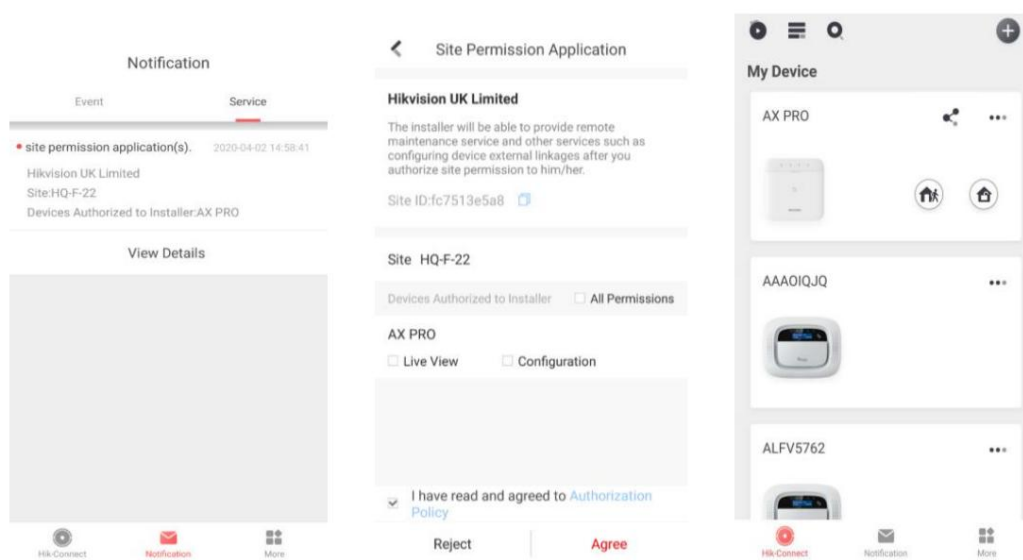 Notification
Event Service
site permission application(s). 2020-04-02 14:58:41
Hikvision UK Limited
Site:HQ-F-22
Devices Authorized to Installer:AX PRO
View Details
Hik-Connect Notification More
Site Permission Application
Hikvision UK Limited
The installer will be able to provide remote
maintenance service and other services such as
configuring device external linkages after you
authorize site permission to him/her.
Site ID:fc7513e5a8
Site HQ-F-22
Devices Authorized to Installer All Permissions
AX PRO
Live View Configuration
I have read and agreed to Authorization
Policy
Reject Agree
My Device
AX PRO
AAAOIQJQ
ALFV5762
Hik-Connect Notification More